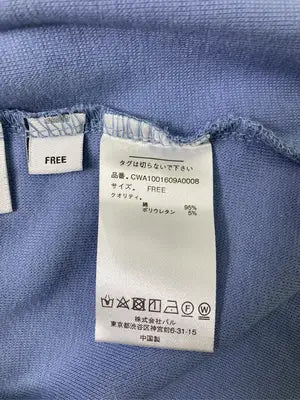 FREE
タグは切らないで下さい
品番. CWA1001609A0008
サイズ. FREE
クオリティ.
綿 95%
ポリウレタン 5%
株式会社パル
東京都渋谷区神宮前6-31-15
中国製